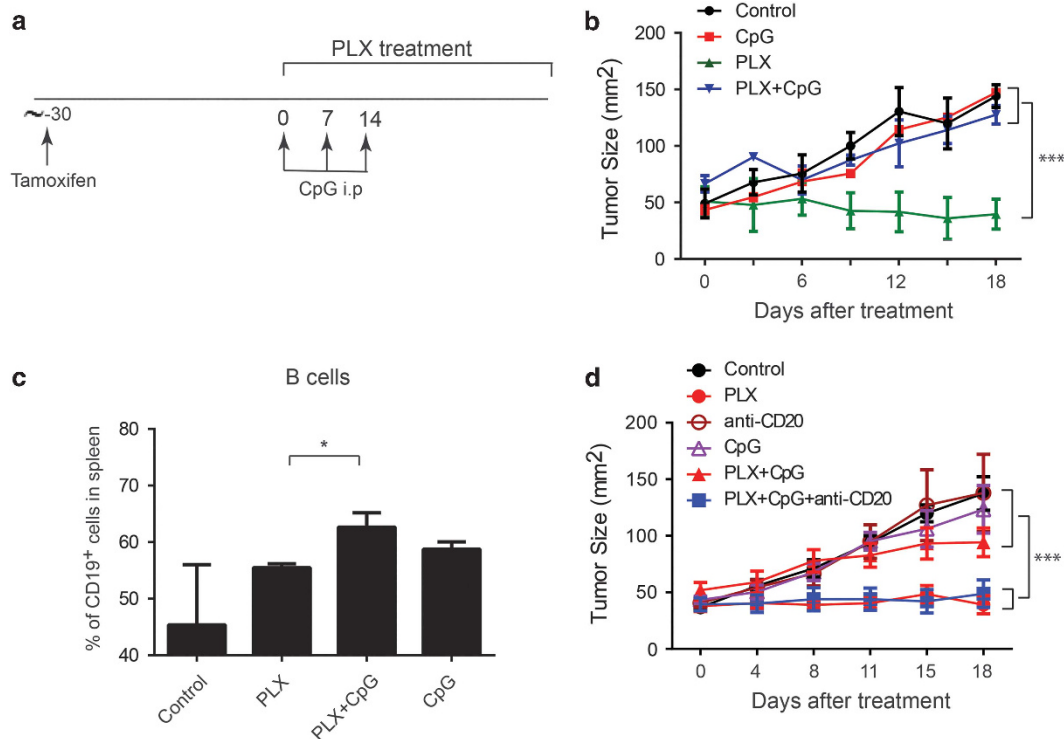 a
PLX treatment
~-30
0 7 14
Tamoxifen
CpG i.p
b
Control
CpG
PLX
PLX+CpG
200
150
100
50
0
Tumor Size (mm2)
0 6 12 18
Days after treatment
***
c
B cells
80
70
60
50
40
% of CD19+ cells in spleen
*
Control
PLX
PLX+CpG
CpG
d
Control
PLX
anti-CD20
CpG
PLX+CpG
PLX+CpG+anti-CD20
200
150
100
50
0
Tumor Size (mm2)
0 4 8 11 15 18
Days after treatment
***